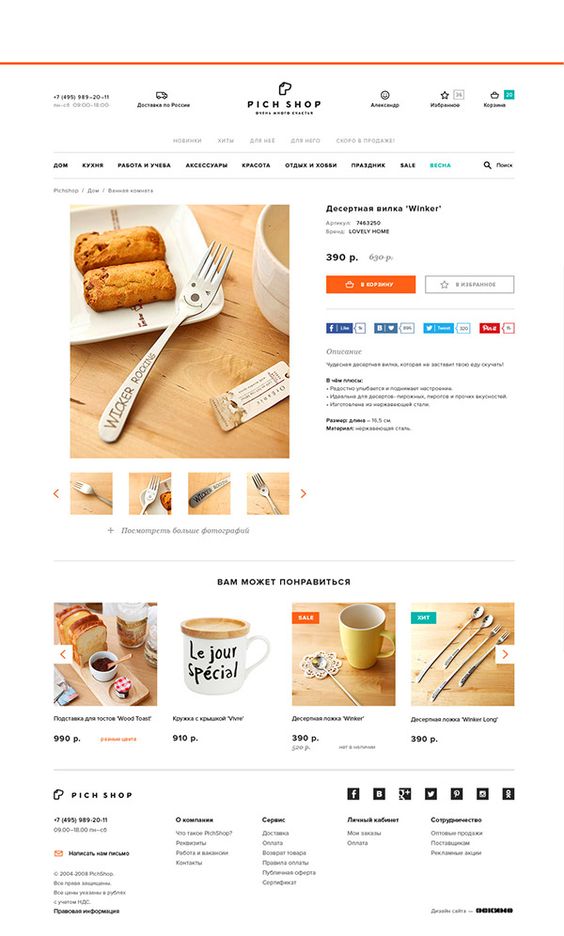 +7 (495) 989-20-11
пн-сб 09:00-18:00
Доставка по России
PICH SHOP
ОЧЕНЬ МНОГО СЧАСТЬЯ
Александр
Избранное
36
Корзина
20
НОВИНКИ ХИТЫ ДЛЯ НЕЁ ДЛЯ НЕГО СКОРО В ПРОДАЖЕ!
ДОМ КУХНЯ РАБОТА И УЧЕБА АКСЕССУАРЫ КРАСОТА ОТДЫХ И ХОББИ ПРАЗДНИК SALE ВЕСНА Поиск
Pichshop / Дом / Ванная комната
Десертная вилка 'Winker'
Артикул: 7463250
Бренд: LOVELY HOME
390 р. 630 р.
В КОРЗИНУ В ИЗБРАННОЕ
Like 1k
B 896
Tweet 320
Pin it 1k
Описание
Чудесная десертная вилка, которая не заставит твою еду скучать!
В чём плюсы:
• Радостно улыбается и поднимает настроение.
• Идеальна для десертов- пирожных, пирогов и прочих вкусностей.
• Изготовлена из нержавеющей стали.
Размер: длина – 16,5 см.
Материал: нержавеющая сталь.
WICKER ROCKING
+ Посмотреть больше фотографий
ВАМ МОЖЕТ ПОНРАВИТЬСЯ
Le jour
spécial
SALE
ХИТ
Подставка для тостов 'Wood Toast'
990 р. разные цвета
Кружка с крышкой 'Vivre'
910 р.
Десертная ложка 'Winker'
390 р.
520 р. нет в наличии
Десертная ложка 'Winker Long'
390 р.
PICH SHOP
+7 (495) 989-20-11
09.00–18.00 пн–сб
Написать нам письмо
© 2004-2008 PichShop.
Все права защищены.
Все цены указаны в рублях
с учетом НДС.
Правовая информация
О компании
Что такое PichShop?
Реквизиты
Работа и вакансии
Контакты
Сервис
Доставка
Оплата
Возврат товара
Правила оплаты
Публичная оферта
Сертификат
Личный кабинет
Мои заказы
Оплата
Сотрудничество
Оптовые продажи
Поставщикам
Рекламные акции
Дизайн сайта —